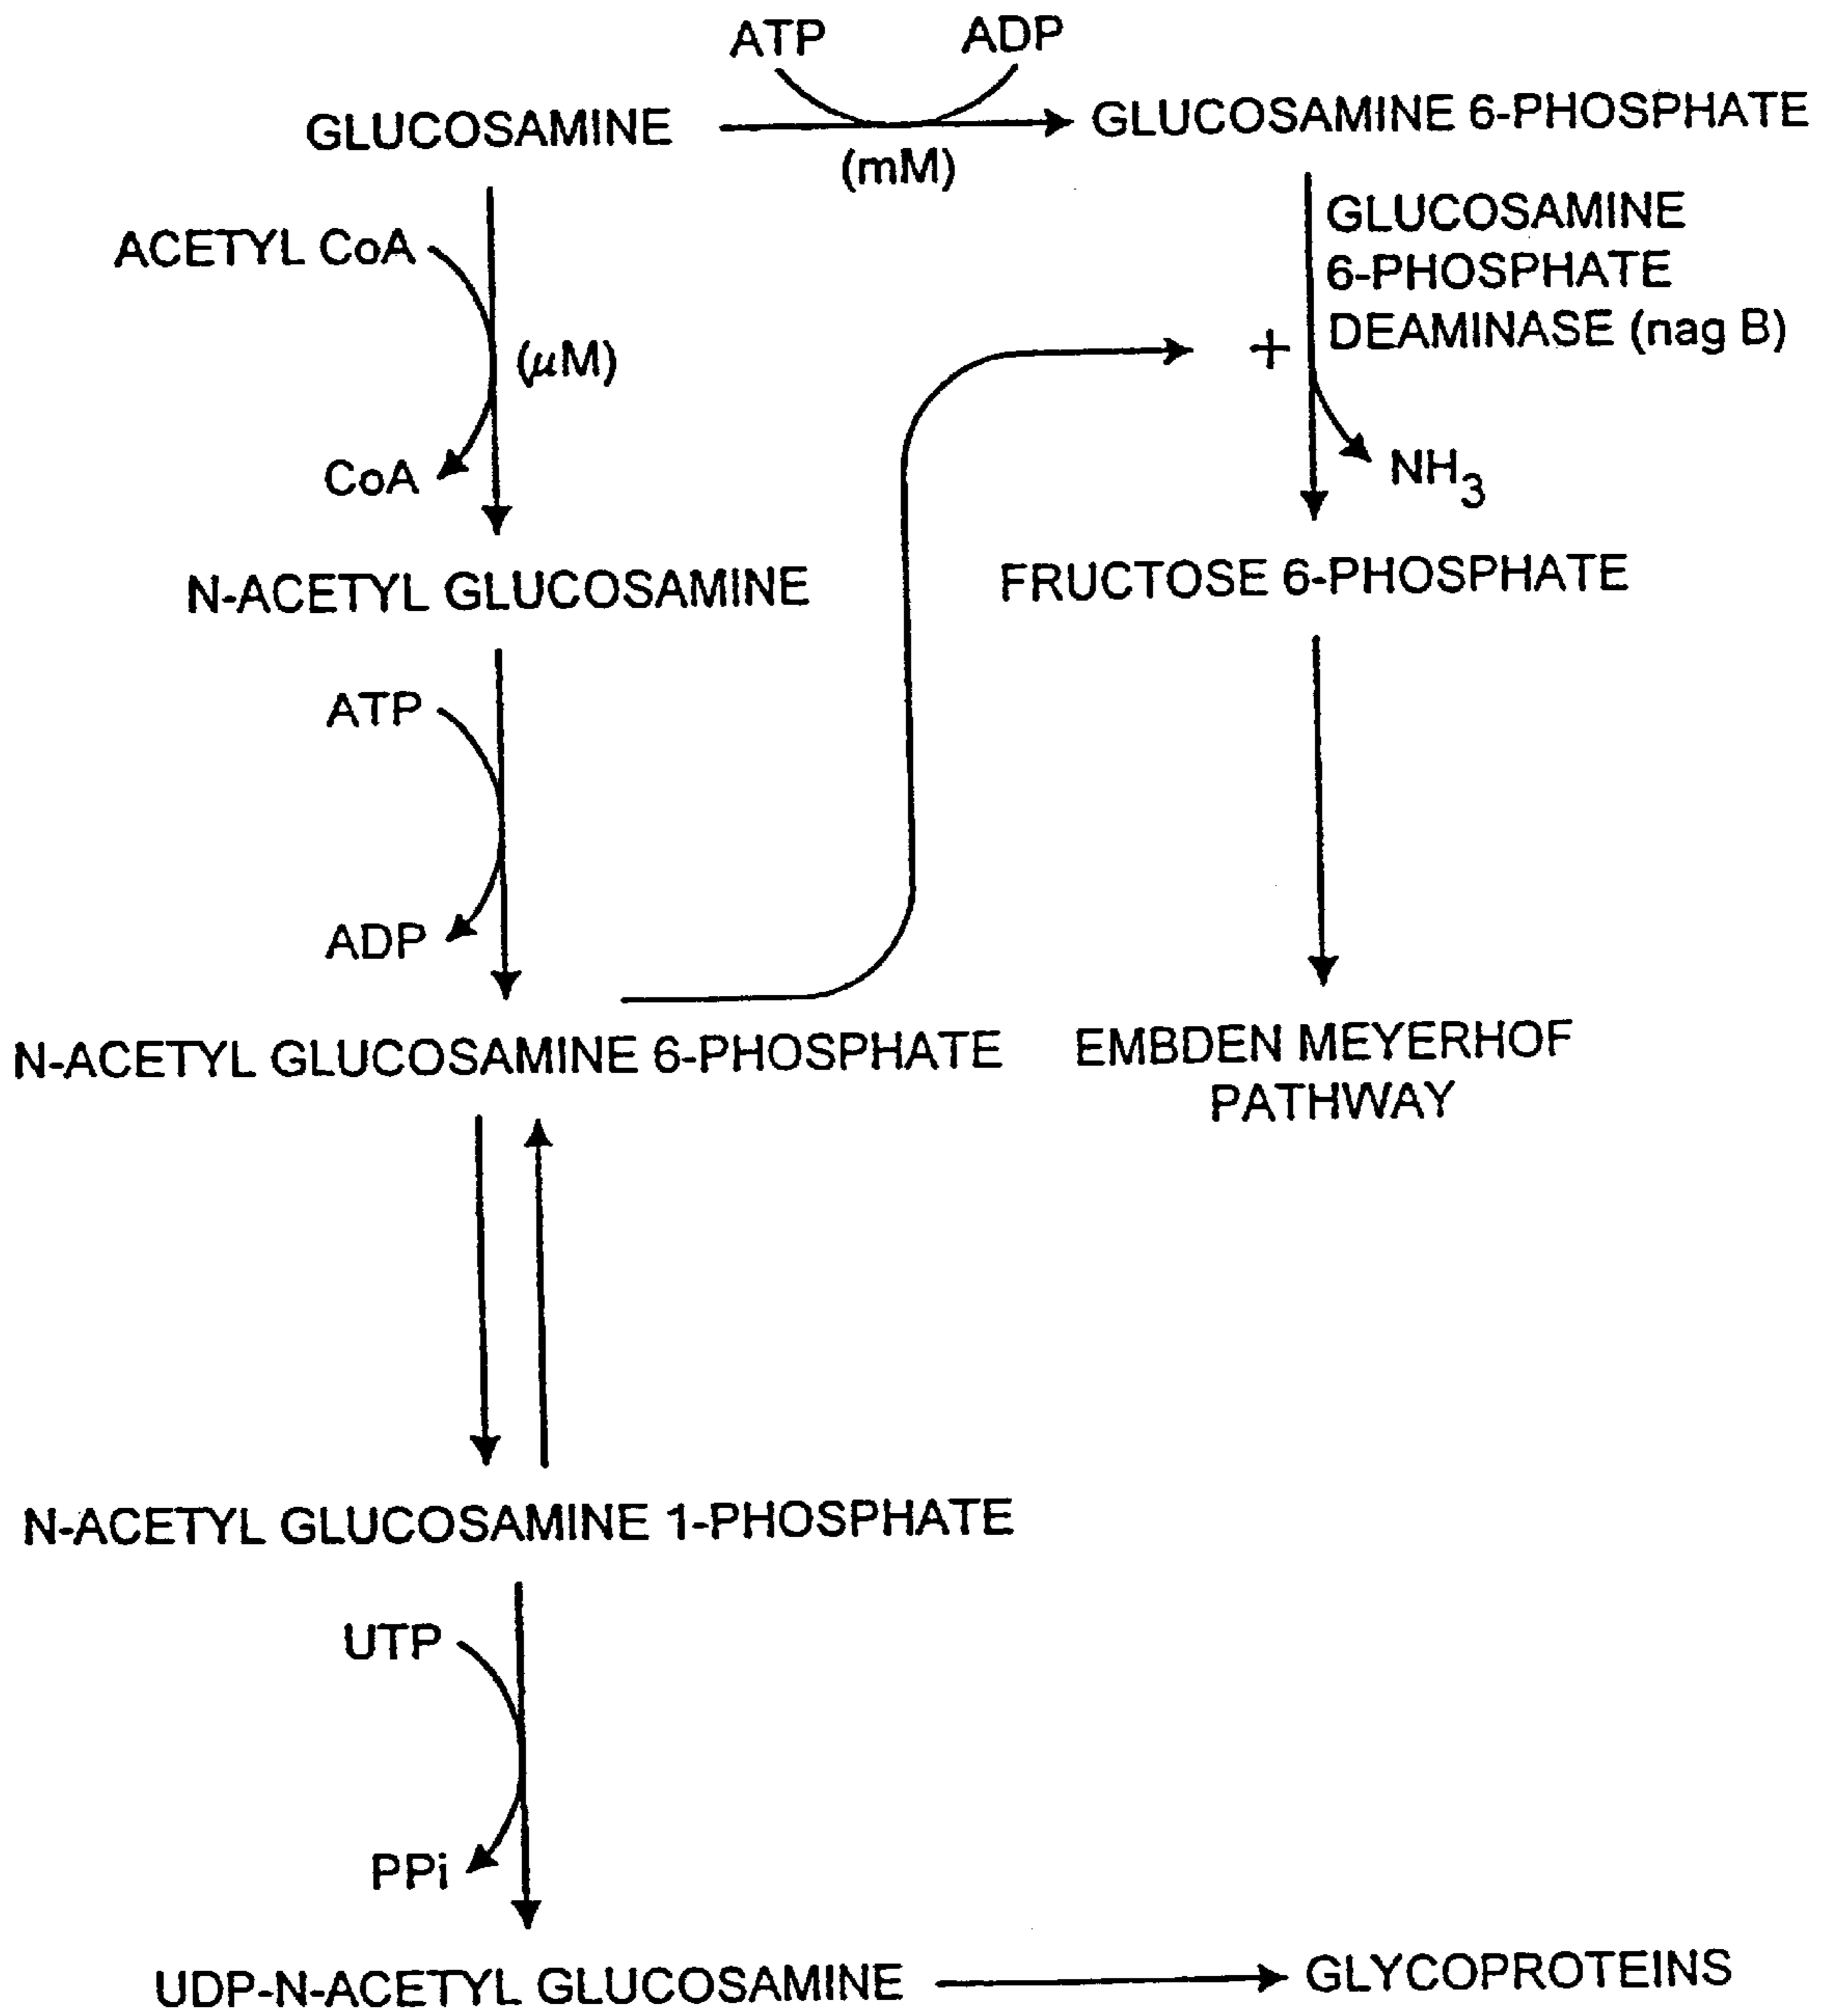 ATP
ADP
GLUCOSAMINE
GLUCOSAMINE 6-PHOSPHATE
(mM)
GLUCOSAMINE
6-PHOSPHATE
DEAMINASE (nag B)
ACETYL CoA
(μM)
+
CoA
NH3
N-ACETYL GLUCOSAMINE
FRUCTOSE 6-PHOSPHATE
ATP
ADP
N-ACETYL GLUCOSAMINE 6-PHOSPHATE
EMBDEN MEYERHOF
PATHWAY
N-ACETYL GLUCOSAMINE 1-PHOSPHATE
UTP
PPi
UDP-N-ACETYL GLUCOSAMINE
GLYCOPROTEINS